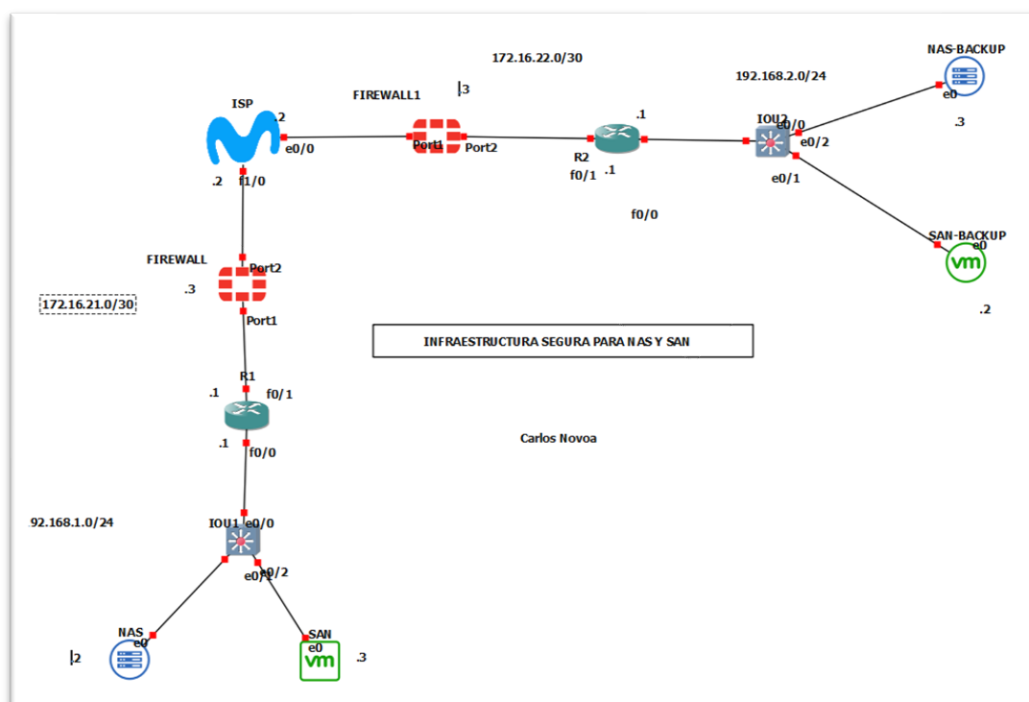 172.16.22.0/30
NAS-BACKUP
192.168.2.0/24
ISP
FIREWALL1
.3
e0
.2
.1
IOU2
e0/0
.3
e0/0
Port1
Port2
R2
e0/2
f0/1
.1
.2
f1/0
e0/1
f0/0
SAN-BACKUP
e0
vm
FIREWALL
Port2
.3
.2
172.16.21.0/30
Port1
INFRAESTRUCTURA SEGURA PARA NAS Y SAN
R1
.1
f0/1
Carlos Novoa
.1
f0/0
92.168.1.0/24
IOU1
e0/0
e0/2
e0/1
NAS
e0
SAN
e0
.2
vm
.3